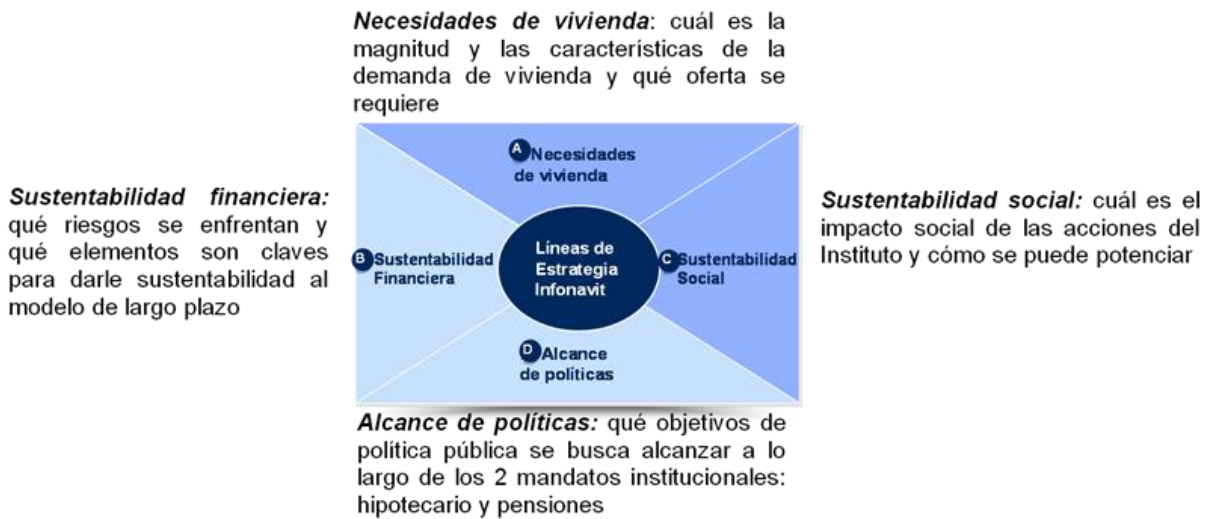 Necesidades de vivienda: cuál es la
magnitud y las características de la
demanda de vivienda y qué oferta se
requiere
A Necesidades
de vivienda
Sustentabilidad financiera:
qué riesgos se enfrentan y
qué elementos son claves
para darle sustentabilidad al
modelo de largo plazo
B Sustentabilidad
Financiera
Líneas de
Estrategia
Infonavit
C Sustentabilidad
Social
Sustentabilidad social: cuál es el
impacto social de las acciones del
Instituto y cómo se puede potenciar
D Alcance
de políticas
Alcance de políticas: qué objetivos de
política pública se busca alcanzar a lo
largo de los 2 mandatos institucionales:
hipotecario y pensiones